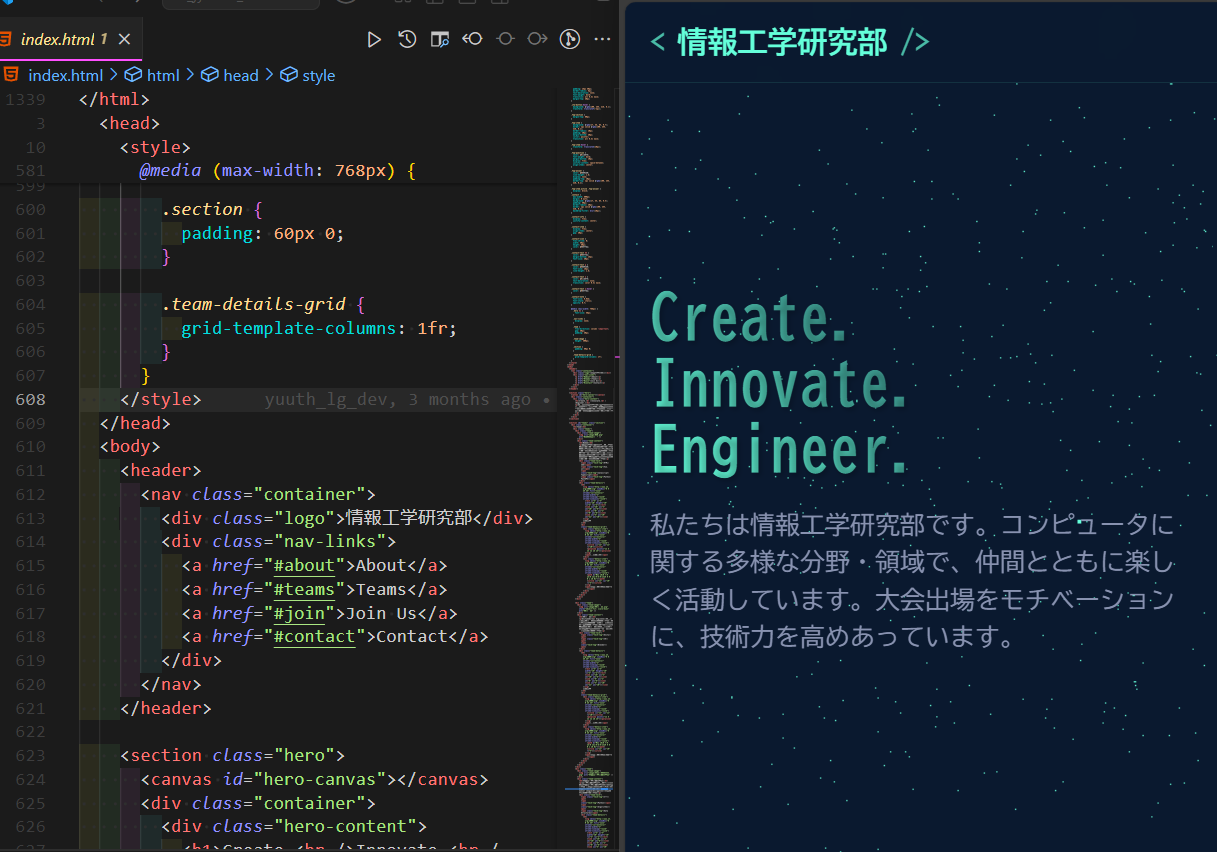 index.html 1
index.html > html > head > style
1339 </html>
3 <head>
10 <style>
581 @media (max-width: 768px) {
599
600 .section {
601 padding: 60px 0;
602 }
603
604 .team-details-grid {
605 grid-template-columns: 1fr;
606 }
607 }
608 </style> yuuth_lg_dev, 3 months ago •
609 </head>
610 <body>
611 <header>
612 <nav class="container">
613 <div class="logo">情報工学研究部</div>
614 <div class="nav-links">
615 <a href="#about">About</a>
616 <a href="#teams">Teams</a>
617 <a href="#join">Join Us</a>
618 <a href="#contact">Contact</a>
619 </div>
620 </nav>
621 </header>
622
623 <section class="hero">
624 <canvas id="hero-canvas"></canvas>
625 <div class="container">
626 <div class="hero-content">
627 <h1>Create.<br />Innovate.<br /
< 情報工学研究部 />
Create.
Innovate.
Engineer.
私たちは情報工学研究部です。コンピュータに
関する多様な分野・領域で、仲間とともに楽し
く活動しています。大会出場をモチベーション
に、技術力を高めあっています。